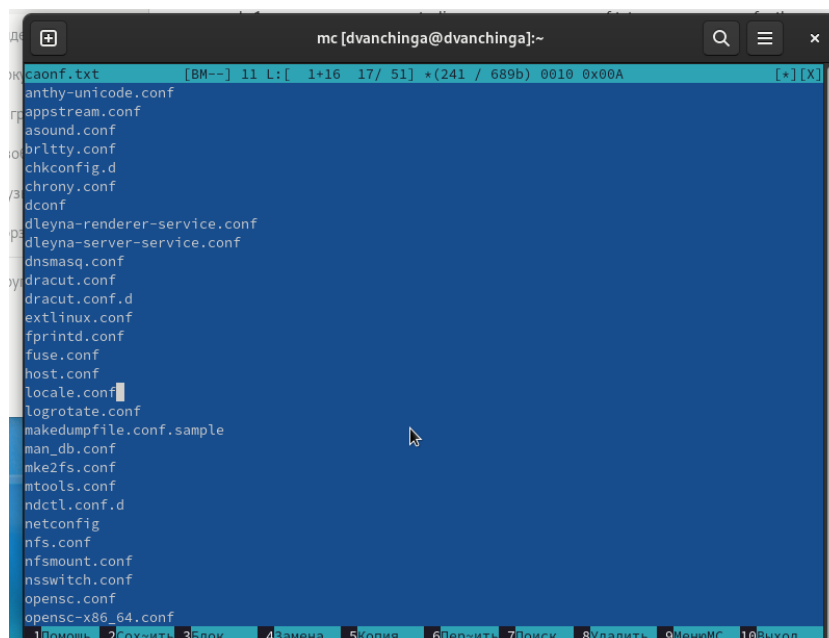 mc [dvanchinga@dvanchinga]:~
caonf.txt [BM--] 11 L:[ 1+16 17/ 51] *(241 / 689b) 0010 0x00A [*][X]
anthy-unicode.conf
appstream.conf
asound.conf
brltty.conf
chkconfig.d
chrony.conf
dconf
dleyna-renderer-service.conf
dleyna-server-service.conf
dnsmasq.conf
dracut.conf
dracut.conf.d
extlinux.conf
fprintd.conf
fuse.conf
host.conf
locale.conf
logrotate.conf
makedumpfile.conf.sample
man_db.conf
mke2fs.conf
mtools.conf
ndctl.conf.d
netconfig
nfs.conf
nfsmount.conf
nsswitch.conf
opensc.conf
opensc-x86_64.conf
1Помощь 2Сох~ить 3Блок 4Замена 5Копия 6Пер~ить 7Поиск 8Удалить 9МенюMC 10Выход